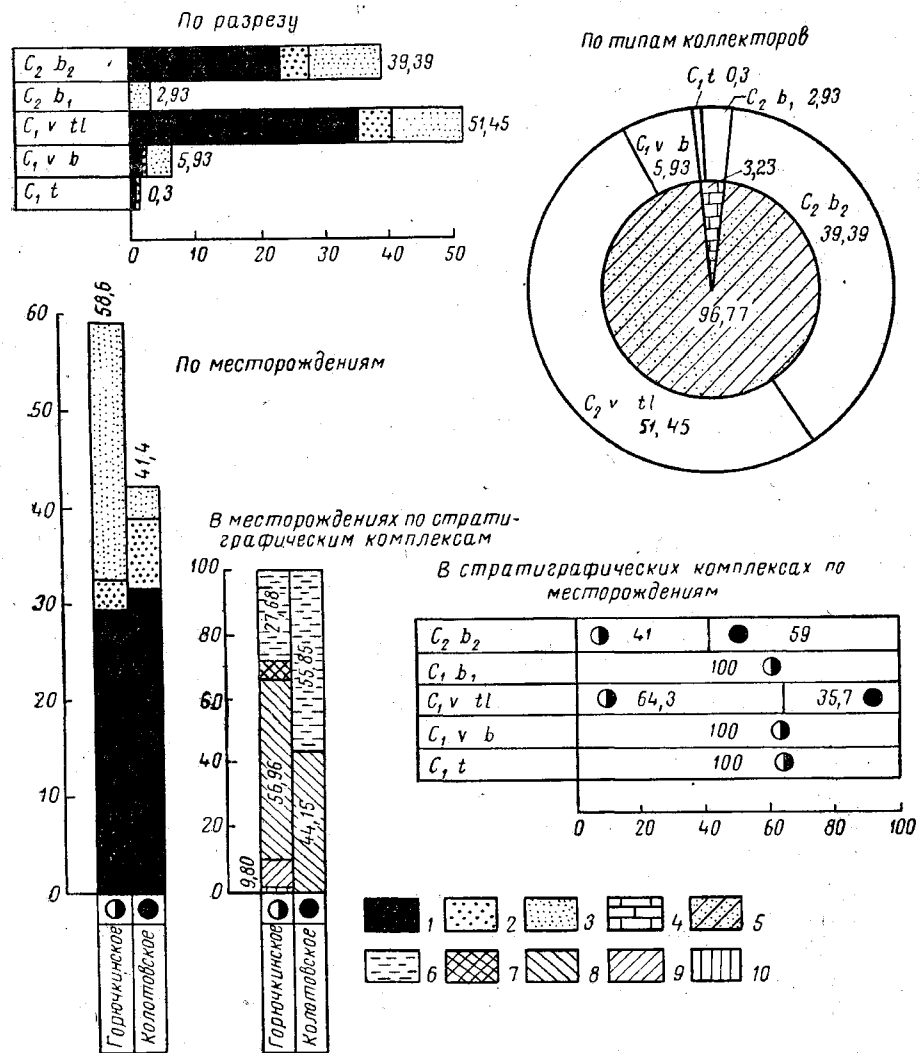 По разрезу
C₂ b₂ 39,39
C₂ b₁ 2,93
C₁ v tl 51,45
C₁ v b 5,93
C₁ t 0,3
0 10 20 30 40 50
По типам коллекторов
C₁ t 0,3
C₂ b₁ 2,93
C₁ v b
5,93
3,23
C₂ b₂
39,39
96,77
C₂ v tl
51,45
По месторождениям
60
50
40
30
20
10
0
58,6
41,4
Горючкинское
Колотовское
В месторождениях по страти-
графическим комплексам
100
80
60
40
20
0
27,68
56,96
9,80
55,85
44,15
Горючкинское
Колотовское
В стратиграфических комплексах по
месторождениям
C₂ b₂ 41 59
C₁ b₁ 100
C₁ v tl 64,3 35,7
C₁ v b 100
C₁ t 100
0 20 40 60 80 100
1 2 3 4 5
6 7 8 9 10